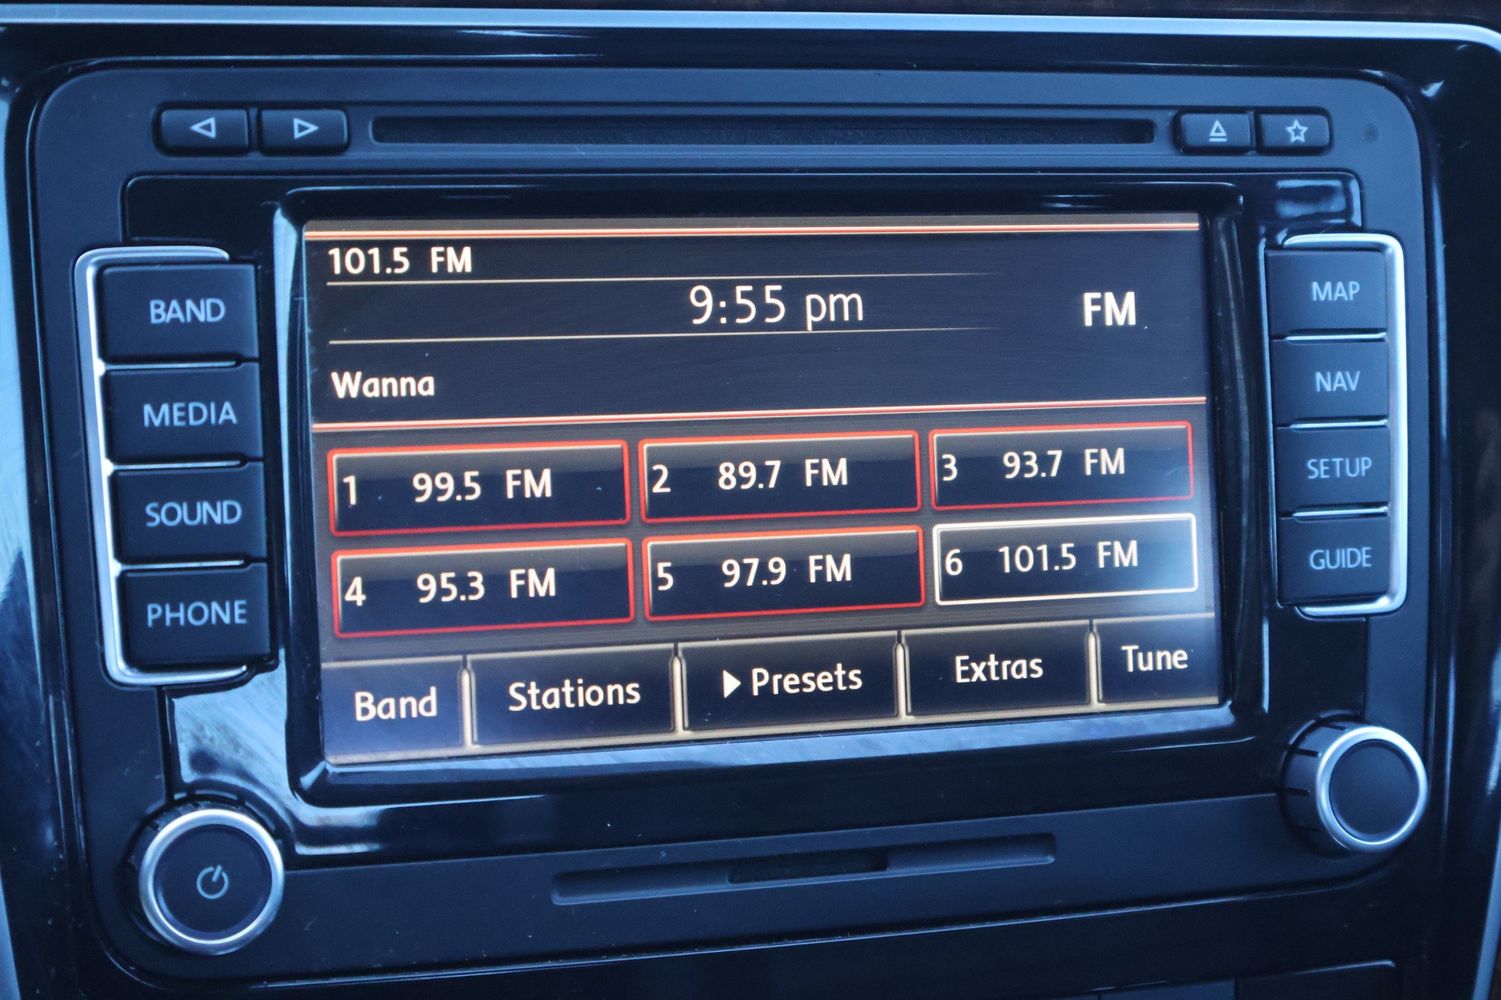 101.5 FM
9:55 pm
FM
Wanna
1 99.5 FM
2 89.7 FM
3 93.7 FM
4 95.3 FM
5 97.9 FM
6 101.5 FM
Band
Stations
Presets
Extras
Tune
BAND
MEDIA
SOUND
PHONE
MAP
NAV
SETUP
GUIDE